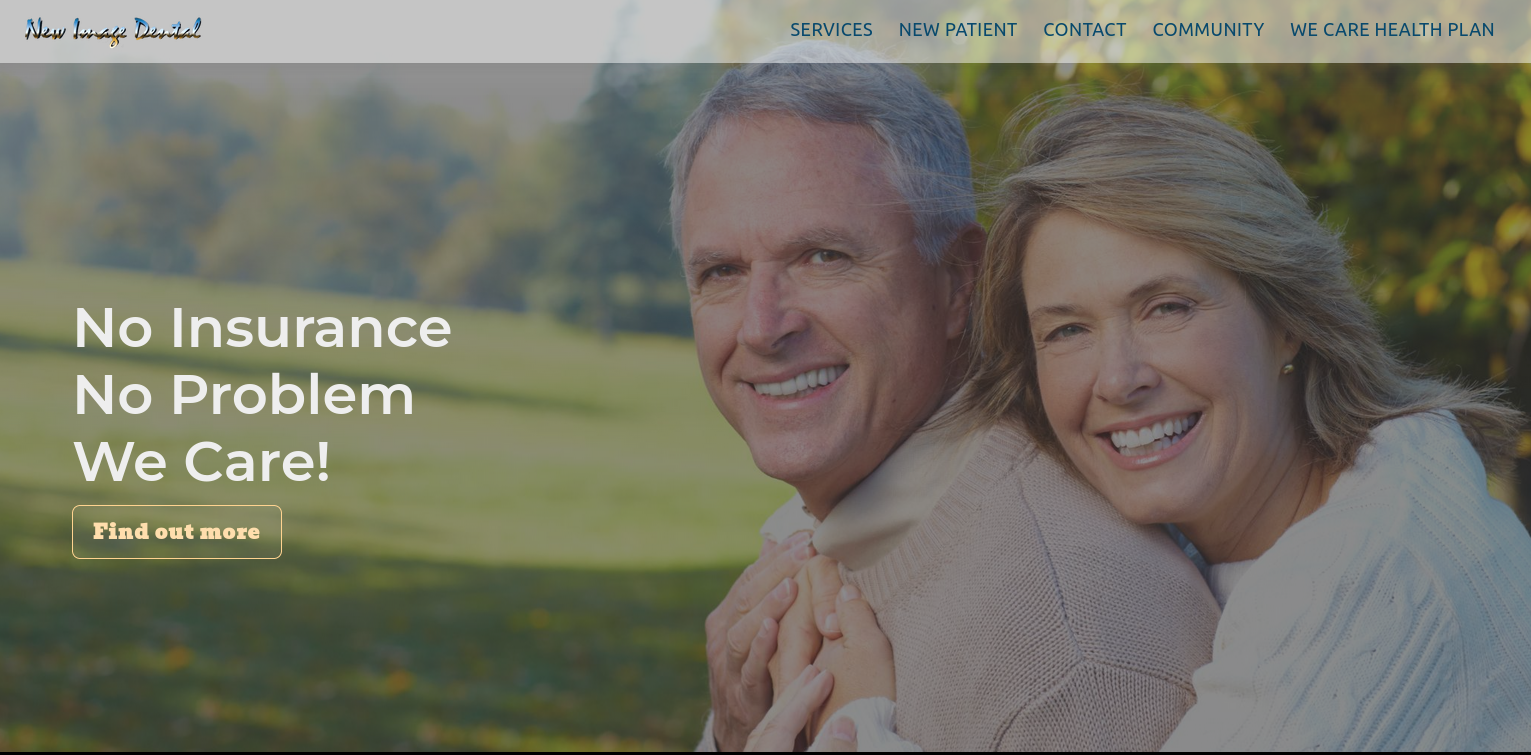 New Image Dental
SERVICES NEW PATIENT CONTACT COMMUNITY WE CARE HEALTH PLAN
No Insurance
No Problem
We Care!
Find out more